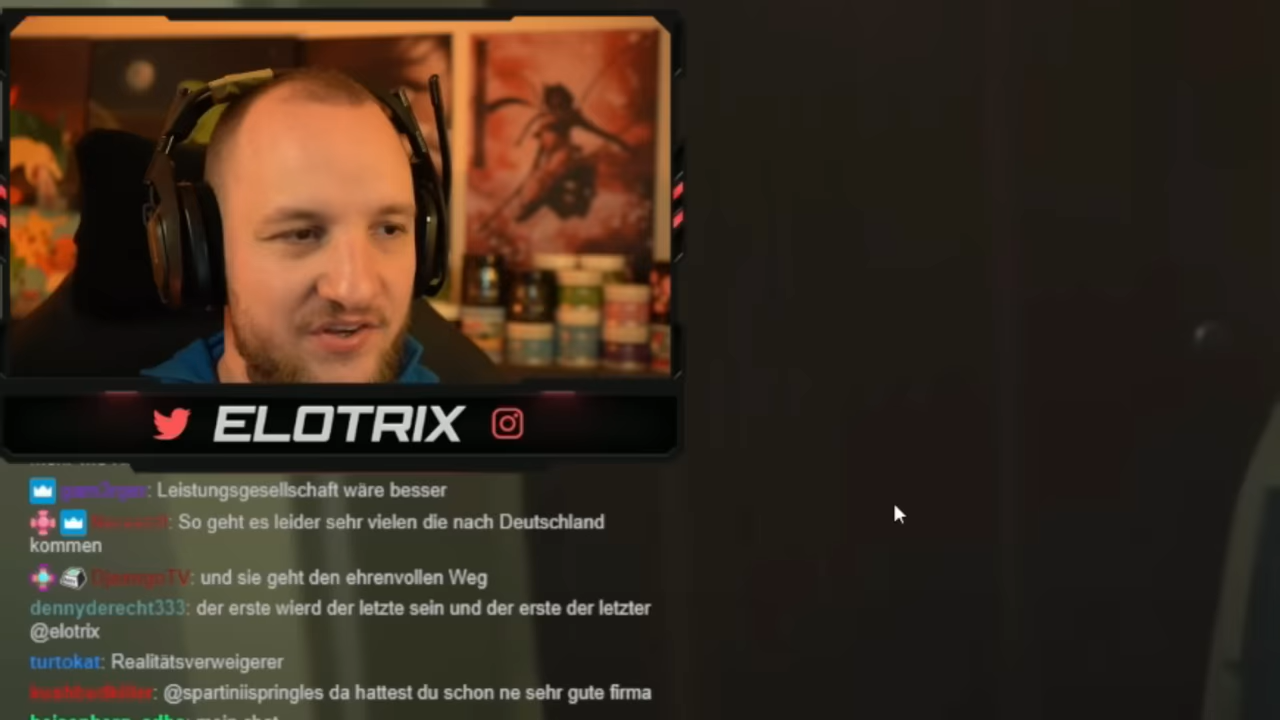 ELOTRIX
: Leistungsgesellschaft wäre besser
: So geht es leider sehr vielen die nach Deutschland
kommen
DjanngoTV: und sie geht den ehrenvollen Weg
dennyderecht333: der erste wierd der letzte sein und der erste der letzter
@elotrix
turtokat: Realitätsverweigerer
: @spartiniispringles da hattest du schon ne sehr gute firma